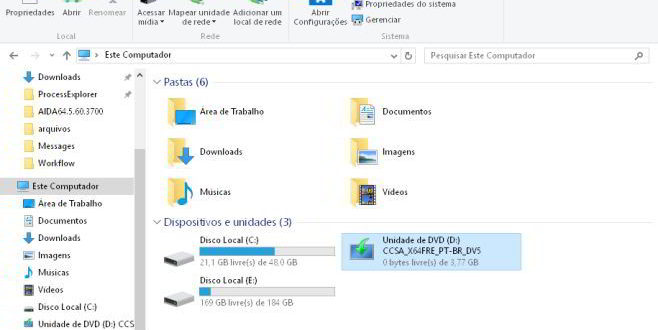 Propriedades do sistema
Propriedades Abrir Renomear Acessar mídia Mapear unidade de rede Adicionar um local de rede Abrir Configurações Gerenciar
Local Rede Sistema
Este Computador
Pesquisar Este Computador
Downloads
ProcessExplorer
AIDA64.5.60.3700
arquivos
Messages
Workflow
Este Computador
Área de Trabalho
Documentos
Downloads
Imagens
Músicas
Vídeos
Disco Local (C:)
Unidade de DVD (D:) CCS
Pastas (6)
Área de Trabalho
Documentos
Downloads
Imagens
Músicas
Vídeos
Dispositivos e unidades (3)
Disco Local (C:)
21,1 GB livre(s) de 48,0 GB
Unidade de DVD (D:)
CCSA_X64FRE_PT-BR_DV5
0 bytes livre(s) de 3,77 GB
Disco Local (E:)
169 GB livre(s) de 184 GB